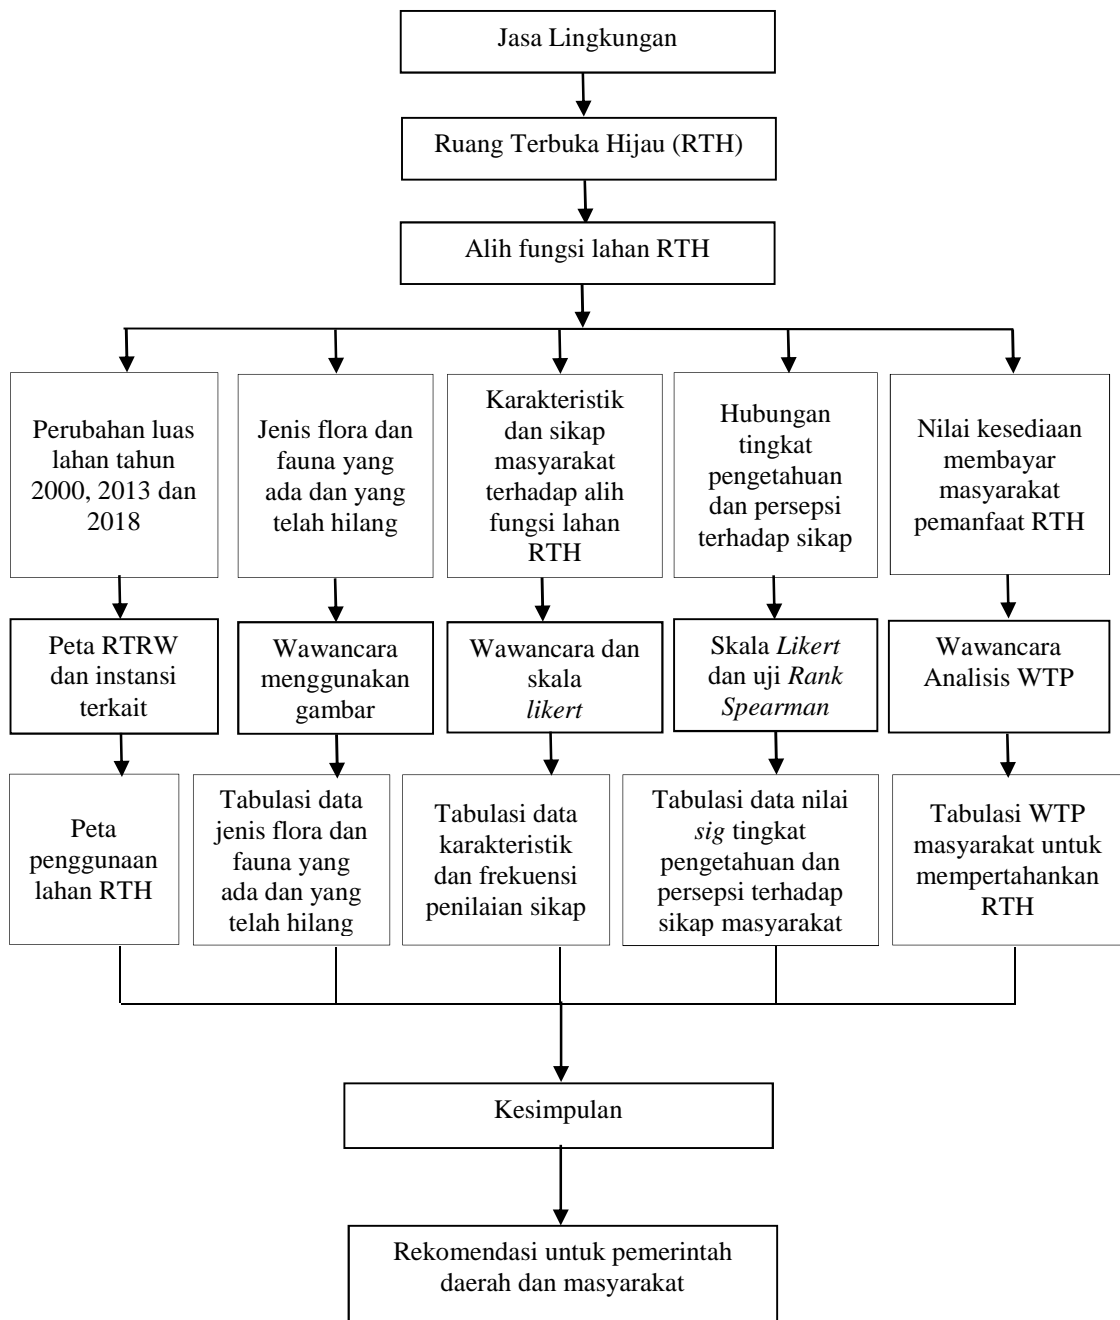 Jasa Lingkungan
Ruang Terbuka Hijau (RTH)
Alih fungsi lahan RTH
Perubahan luas
lahan tahun
2000, 2013 dan
2018
Jenis flora dan
fauna yang
ada dan yang
telah hilang
Karakteristik
dan sikap
masyarakat
terhadap alih
fungsi lahan
RTH
Hubungan
tingkat
pengetahuan
dan persepsi
terhadap sikap
Nilai kesediaan
membayar
masyarakat
pemanfaat RTH
Peta RTRW
dan instansi
terkait
Wawancara
menggunakan
gambar
Wawancara dan
skala
likert
Skala Likert
dan uji Rank
Spearman
Wawancara
Analisis WTP
Peta
penggunaan
lahan RTH
Tabulasi data
jenis flora dan
fauna yang
ada dan yang
telah hilang
Tabulasi data
karakteristik
dan frekuensi
penilaian sikap
Tabulasi data nilai
sig tingkat
pengetahuan dan
persepsi terhadap
sikap masyarakat
Tabulasi WTP
masyarakat untuk
mempertahankan
RTH
Kesimpulan
Rekomendasi untuk pemerintah
daerah dan masyarakat